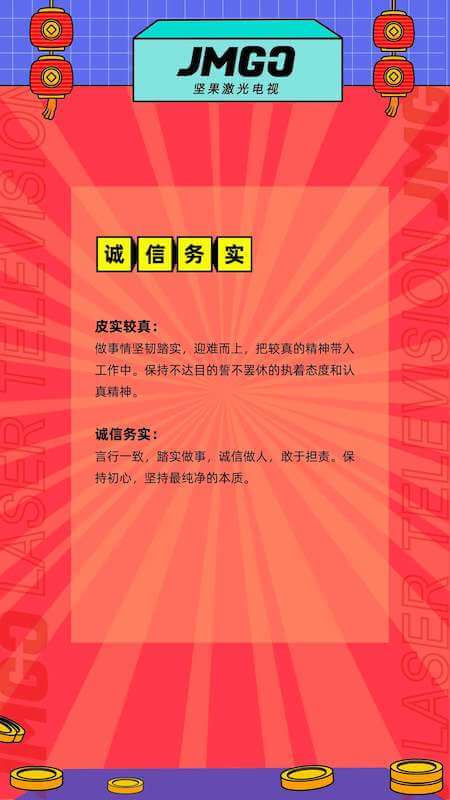 JMGO
坚果激光电视
诚信务实
皮实较真：
做事情坚韧踏实，迎难而上，把较真的精神带入
工作中。保持不达目的誓不罢休的执着态度和认
真精神。
诚信务实：
言行一致，踏实做事，诚信做人，敢于担责。保
持初心，坚持最纯净的本质。
JMGO LASER TELEVISION
LASER TELEVISION JMGO